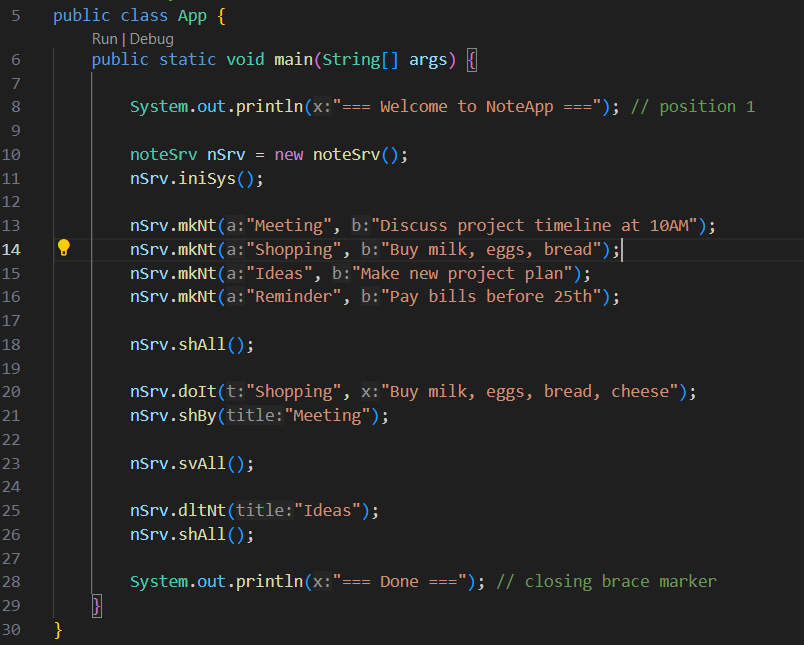 5 public class App {
Run | Debug
6 public static void main(String[] args) {
7
8 System.out.println(x:"=== Welcome to NoteApp ==="); // position 1
9
10 noteSrv nSrv = new noteSrv();
11 nSrv.iniSys();
12
13 nSrv.mkNt(a:"Meeting", b:"Discuss project timeline at 10AM");
14 nSrv.mkNt(a:"Shopping", b:"Buy milk, eggs, bread");
15 nSrv.mkNt(a:"Ideas", b:"Make new project plan");
16 nSrv.mkNt(a:"Reminder", b:"Pay bills before 25th");
17
18 nSrv.shAll();
19
20 nSrv.doIt(t:"Shopping", x:"Buy milk, eggs, bread, cheese");
21 nSrv.shBy(title:"Meeting");
22
23 nSrv.svAll();
24
25 nSrv.dltNt(title:"Ideas");
26 nSrv.shAll();
27
28 System.out.println(x:"=== Done ==="); // closing brace marker
29 }
30 }